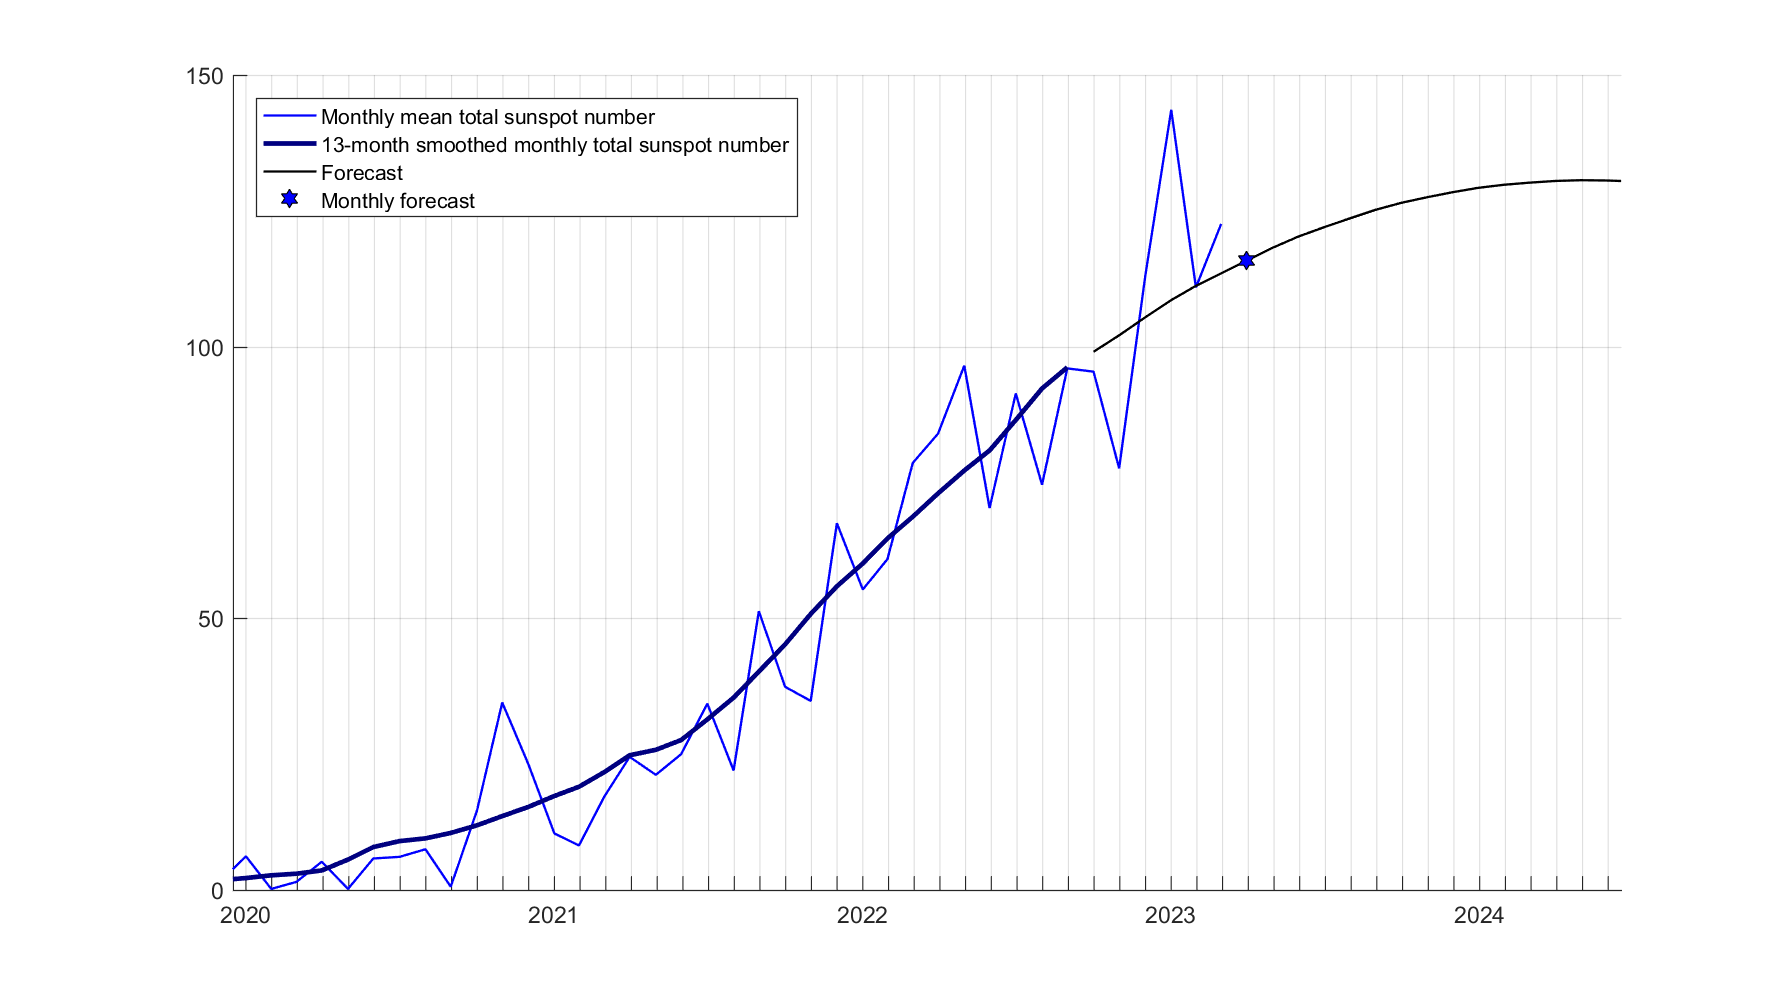 150
Monthly mean total sunspot number
13-month smoothed monthly total sunspot number
Forecast
Monthly forecast
100
50
0
2020 2021 2022 2023 2024